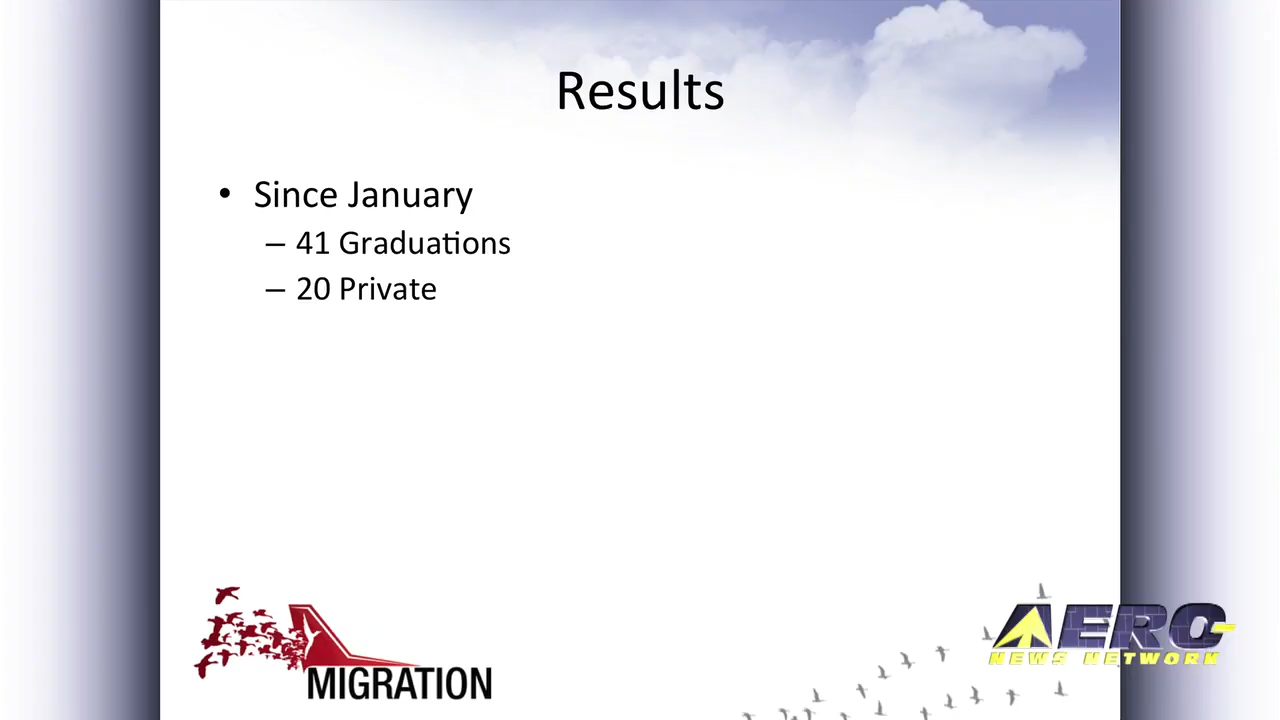 Results
• Since January
– 41 Graduations
– 20 Private
MIGRATION
AERO-
NEWS NETWORK